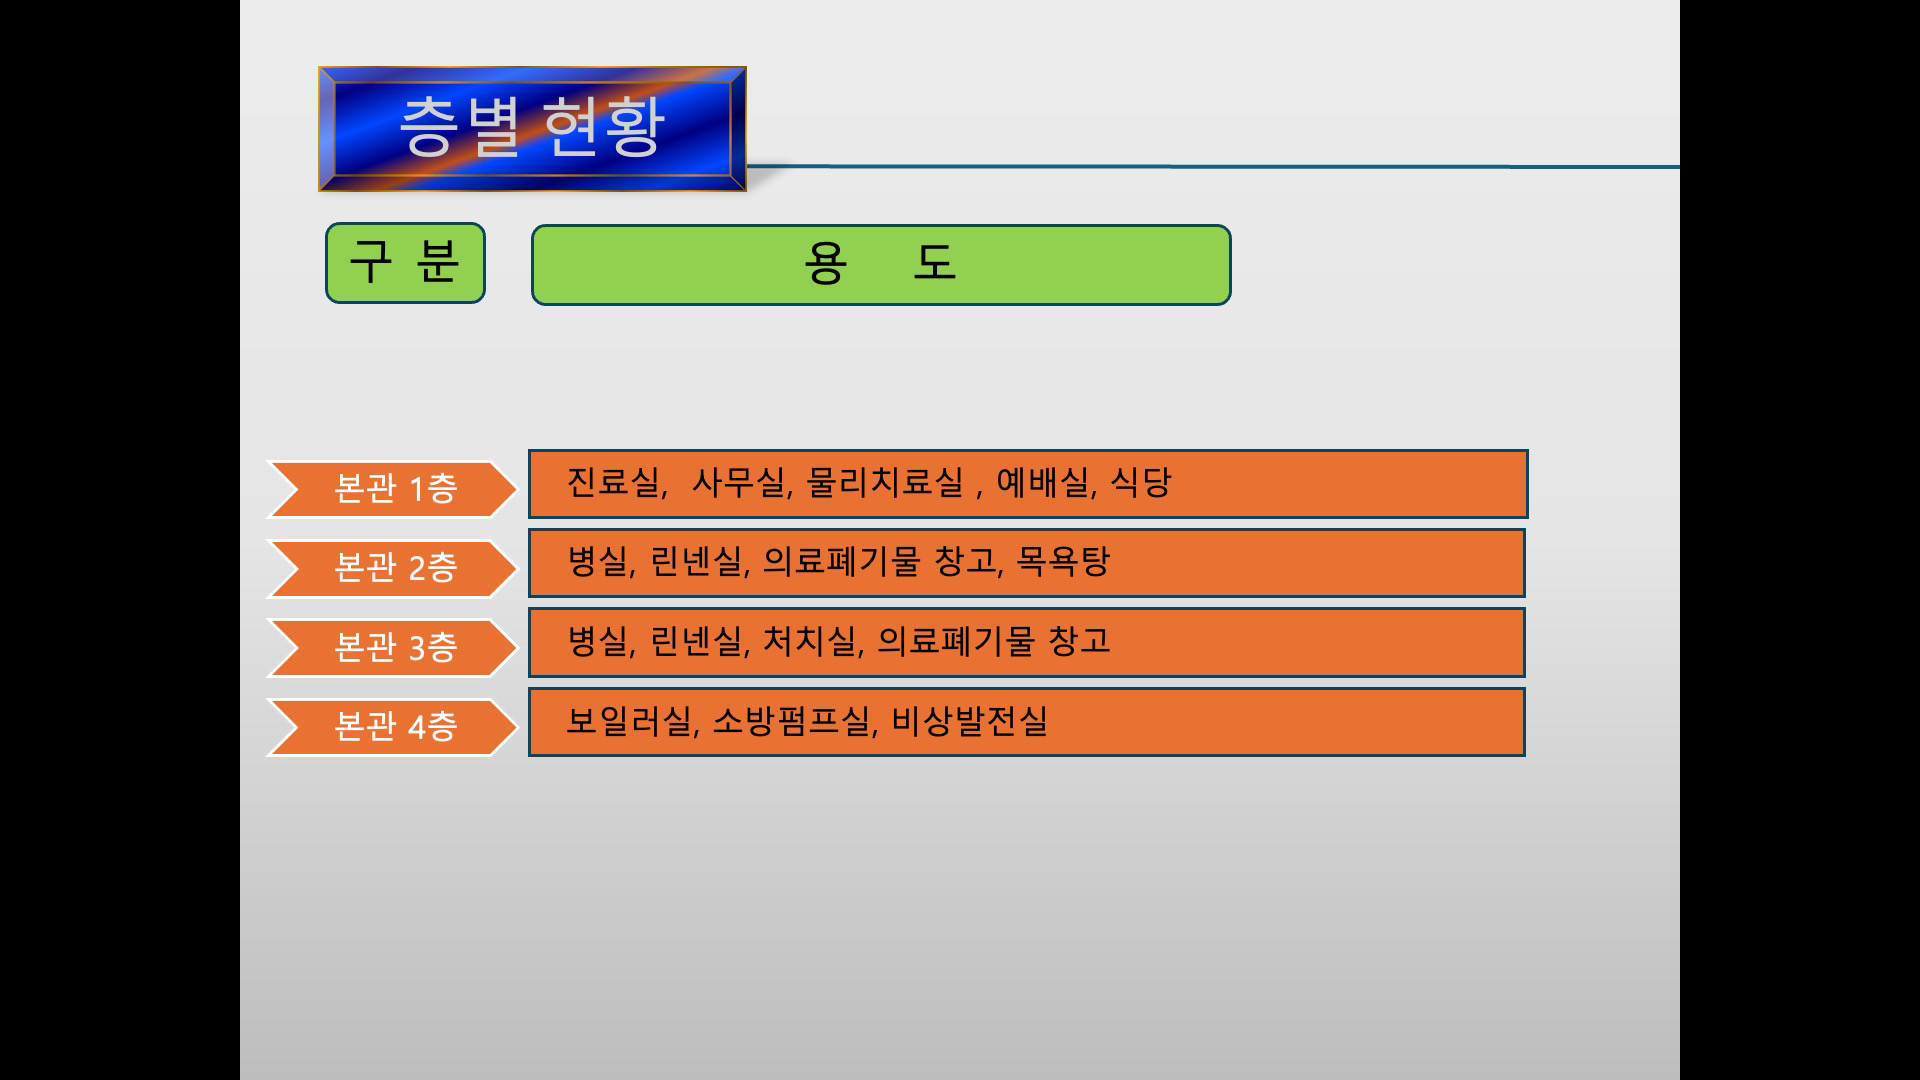 층별 현황
구 분
용 도
본관 1층
진료실, 사무실, 물리치료실 , 예배실, 식당
본관 2층
병실, 린넨실, 의료폐기물 창고, 목욕탕
본관 3층
병실, 린넨실, 처치실, 의료폐기물 창고
본관 4층
보일러실, 소방펌프실, 비상발전실